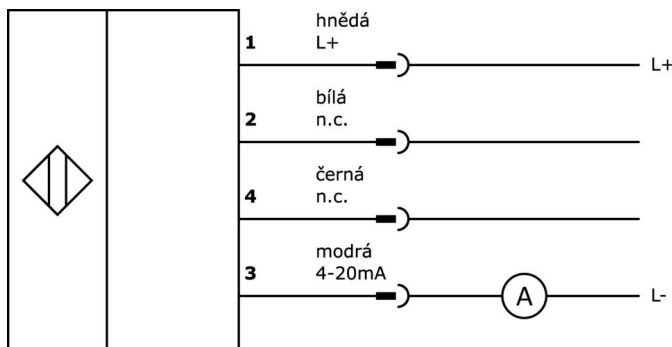 hnědá
1 L+ L+
bílá
2 n.c.
černá
4 n.c.
modrá
3 4-20mA
A L-